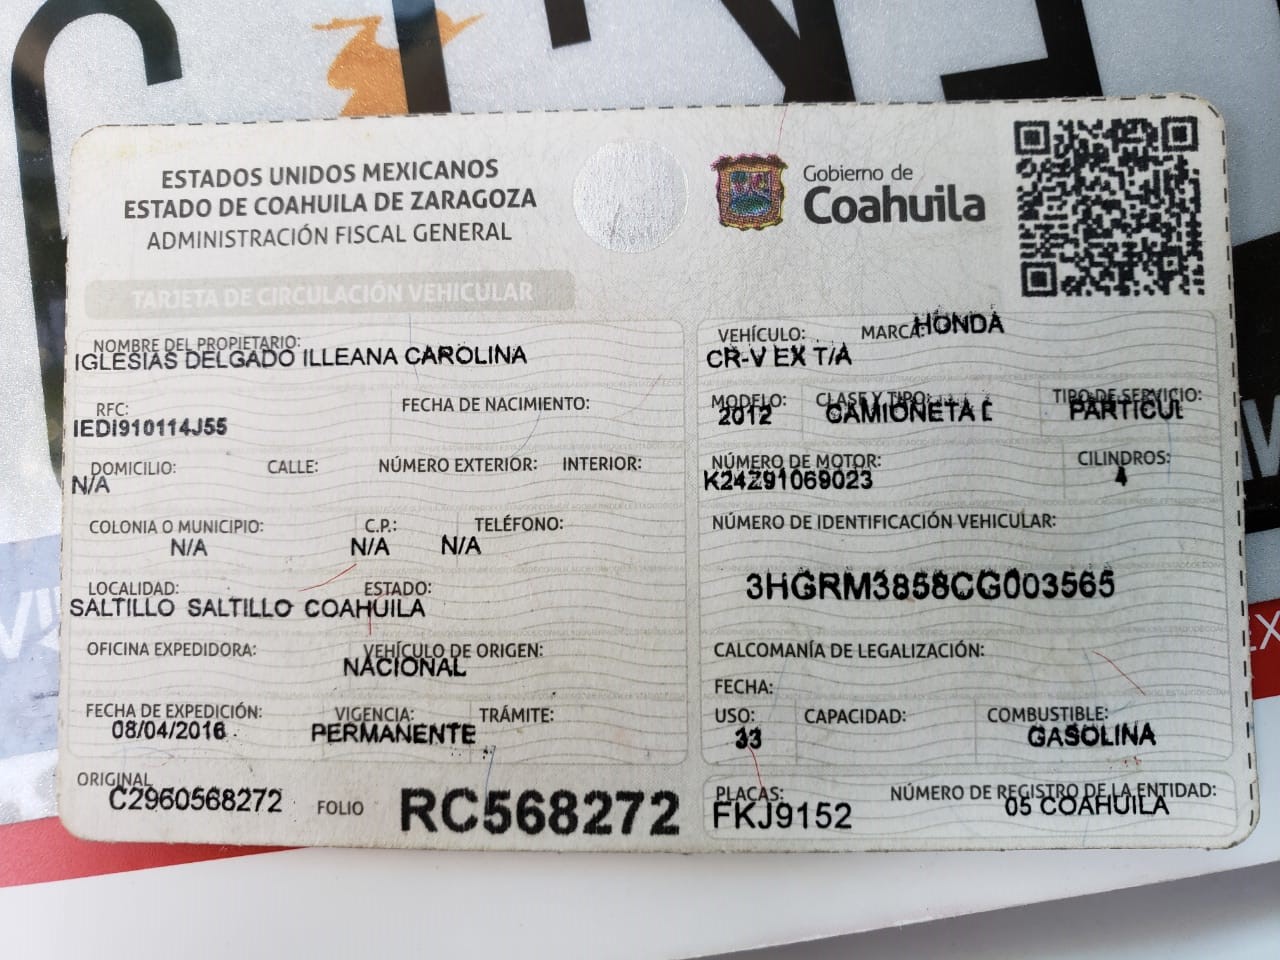 ESTADOS UNIDOS MEXICANOS
ESTADO DE COAHUILA DE ZARAGOZA
ADMINISTRACIÓN FISCAL GENERAL
Gobierno de
Coahuila
TARJETA DE CIRCULACIÓN VEHICULAR
NOMBRE DEL PROPIETARIO:
IGLESIAS DELGADO ILLEANA CAROLINA
RFC: FECHA DE NACIMIENTO:
IEDI910114J55
DOMICILIO: CALLE: NÚMERO EXTERIOR: INTERIOR:
N/A
COLONIA O MUNICIPIO: C.P.: TELÉFONO:
N/A N/A N/A
LOCALIDAD: ESTADO:
SALTILLO SALTILLO COAHUILA
OFICINA EXPEDIDORA: VEHÍCULO DE ORIGEN:
NACIONAL
FECHA DE EXPEDICIÓN: VIGENCIA: TRÁMITE:
08/04/2016 PERMANENTE
ORIGINAL
C2960568272 FOLIO RC568272
VEHÍCULO: MARCA: HONDA
CR-V EX T/A
MODELO: CLASE Y TIPO: TIPO DE SERVICIO:
2012 CAMIONETA PARTICUL
NÚMERO DE MOTOR: CILINDROS:
K24Z91069023 4
NÚMERO DE IDENTIFICACIÓN VEHICULAR:
3HGRM3858CG003565
CALCOMANÍA DE LEGALIZACIÓN:
FECHA:
USO: CAPACIDAD: COMBUSTIBLE:
33 GASOLINA
PLACAS: NÚMERO DE REGISTRO DE LA ENTIDAD:
FKJ9152 05 COAHUILA